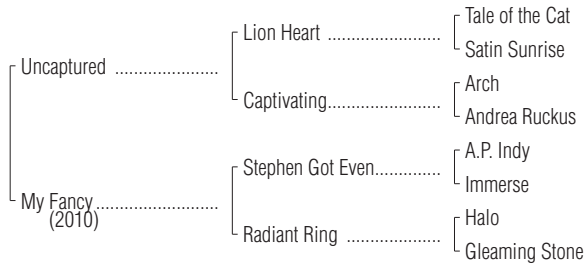 Tale of the Cat
Lion Heart ....................
Satin Sunrise
Uncaptured ....................
Arch
Captivating....................
Andrea Ruckus
A.P. Indy
Stephen Got Even.............
Immerse
My Fancy.......................
(2010)
Halo
Radiant Ring .................
Gleaming Stone